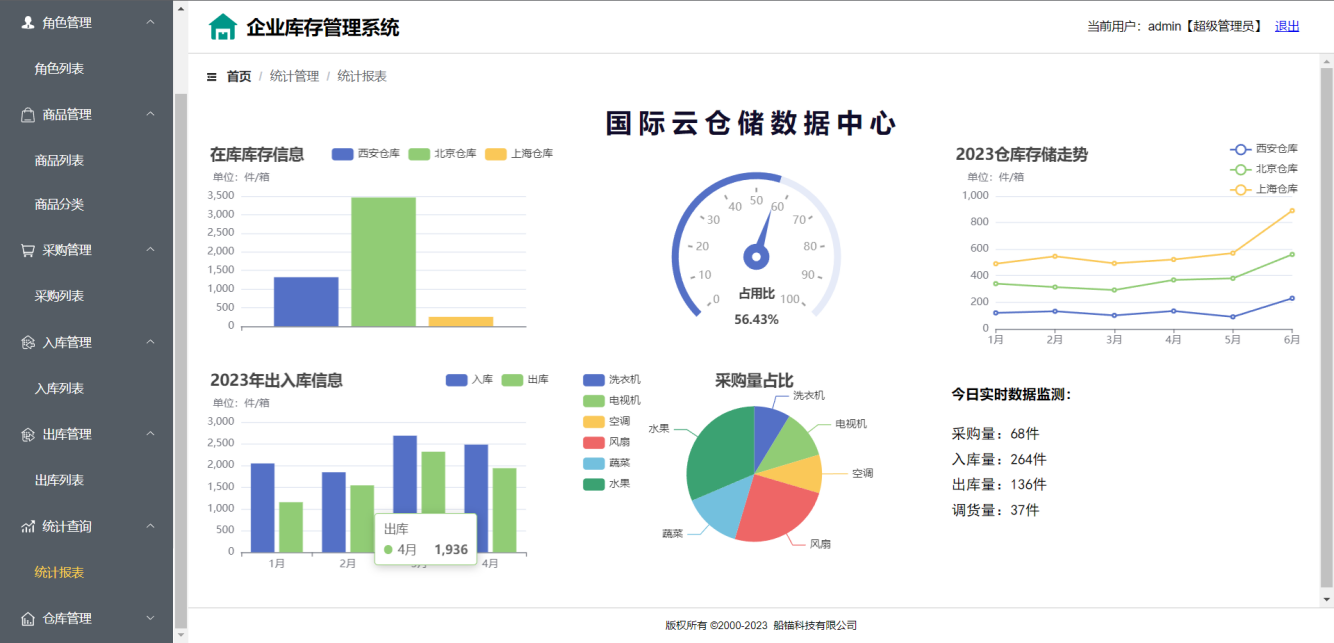 角色管理
角色列表
商品管理
商品列表
商品分类
采购管理
采购列表
入库管理
入库列表
出库管理
出库列表
统计查询
统计报表
仓库管理
企业库存管理系统
当前用户：admin【超级管理员】 退出
首页 / 统计管理 / 统计报表
国际云仓储数据中心
在库库存信息
西安仓库 北京仓库 上海仓库
单位：件/箱
3,500
3,000
2,500
2,000
1,500
1,000
500
0
0 10 20 30 40 50 60 70 80 90 100
占用比
56.43%
2023仓库存储走势
西安仓库
北京仓库
上海仓库
单位：件/箱
1,000
800
600
400
200
0
1月 2月 3月 4月 5月 6月
2023年出入库信息
入库 出库
单位：件/箱
3,000
2,500
2,000
1,500
1,000
500
0
1月 2月 3月 4月
出库
4月 1,936
采购量占比
洗衣机
电视机
空调
风扇
蔬菜
水果
洗衣机
电视机
空调
风扇
蔬菜
水果
今日实时数据监测：
采购量：68件
入库量：264件
出库量：136件
调货量：37件
版权所有 ©2000-2023 船锚科技有限公司